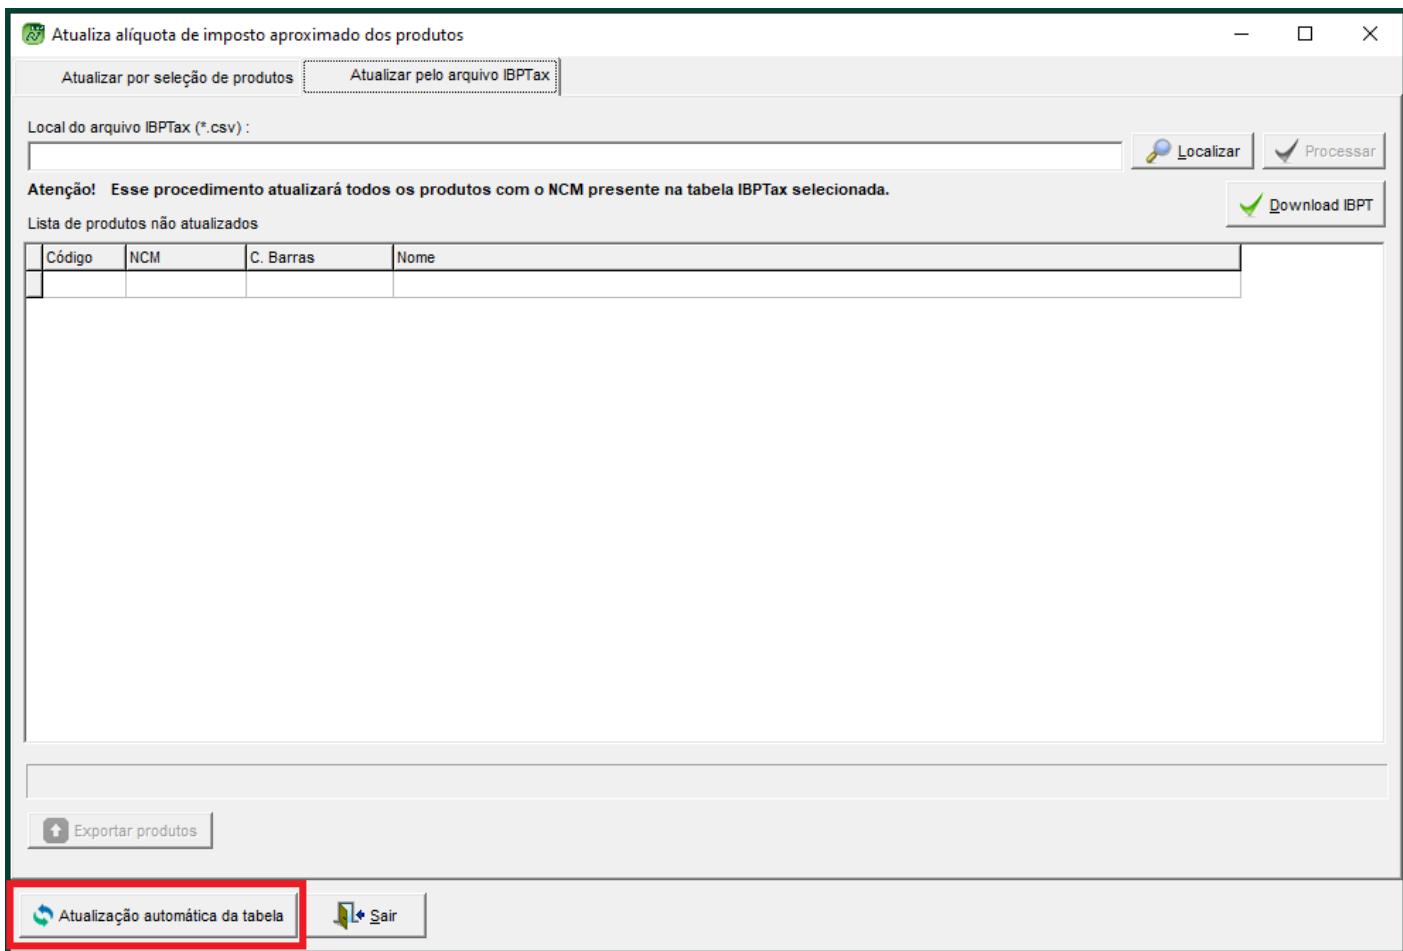 Atualiza alíquota de imposto aproximado dos produtos
Atualizar por seleção de produtos
Atualizar pelo arquivo IBPTax
Local do arquivo IBPTax (*.csv) :
Localizar
Processar
Atenção! Esse procedimento atualizará todos os produtos com o NCM presente na tabela IBPTax selecionada.
Download IBPT
Lista de produtos não atualizados
Código NCM C. Barras Nome
Exportar produtos
Atualização automática da tabela
Sair